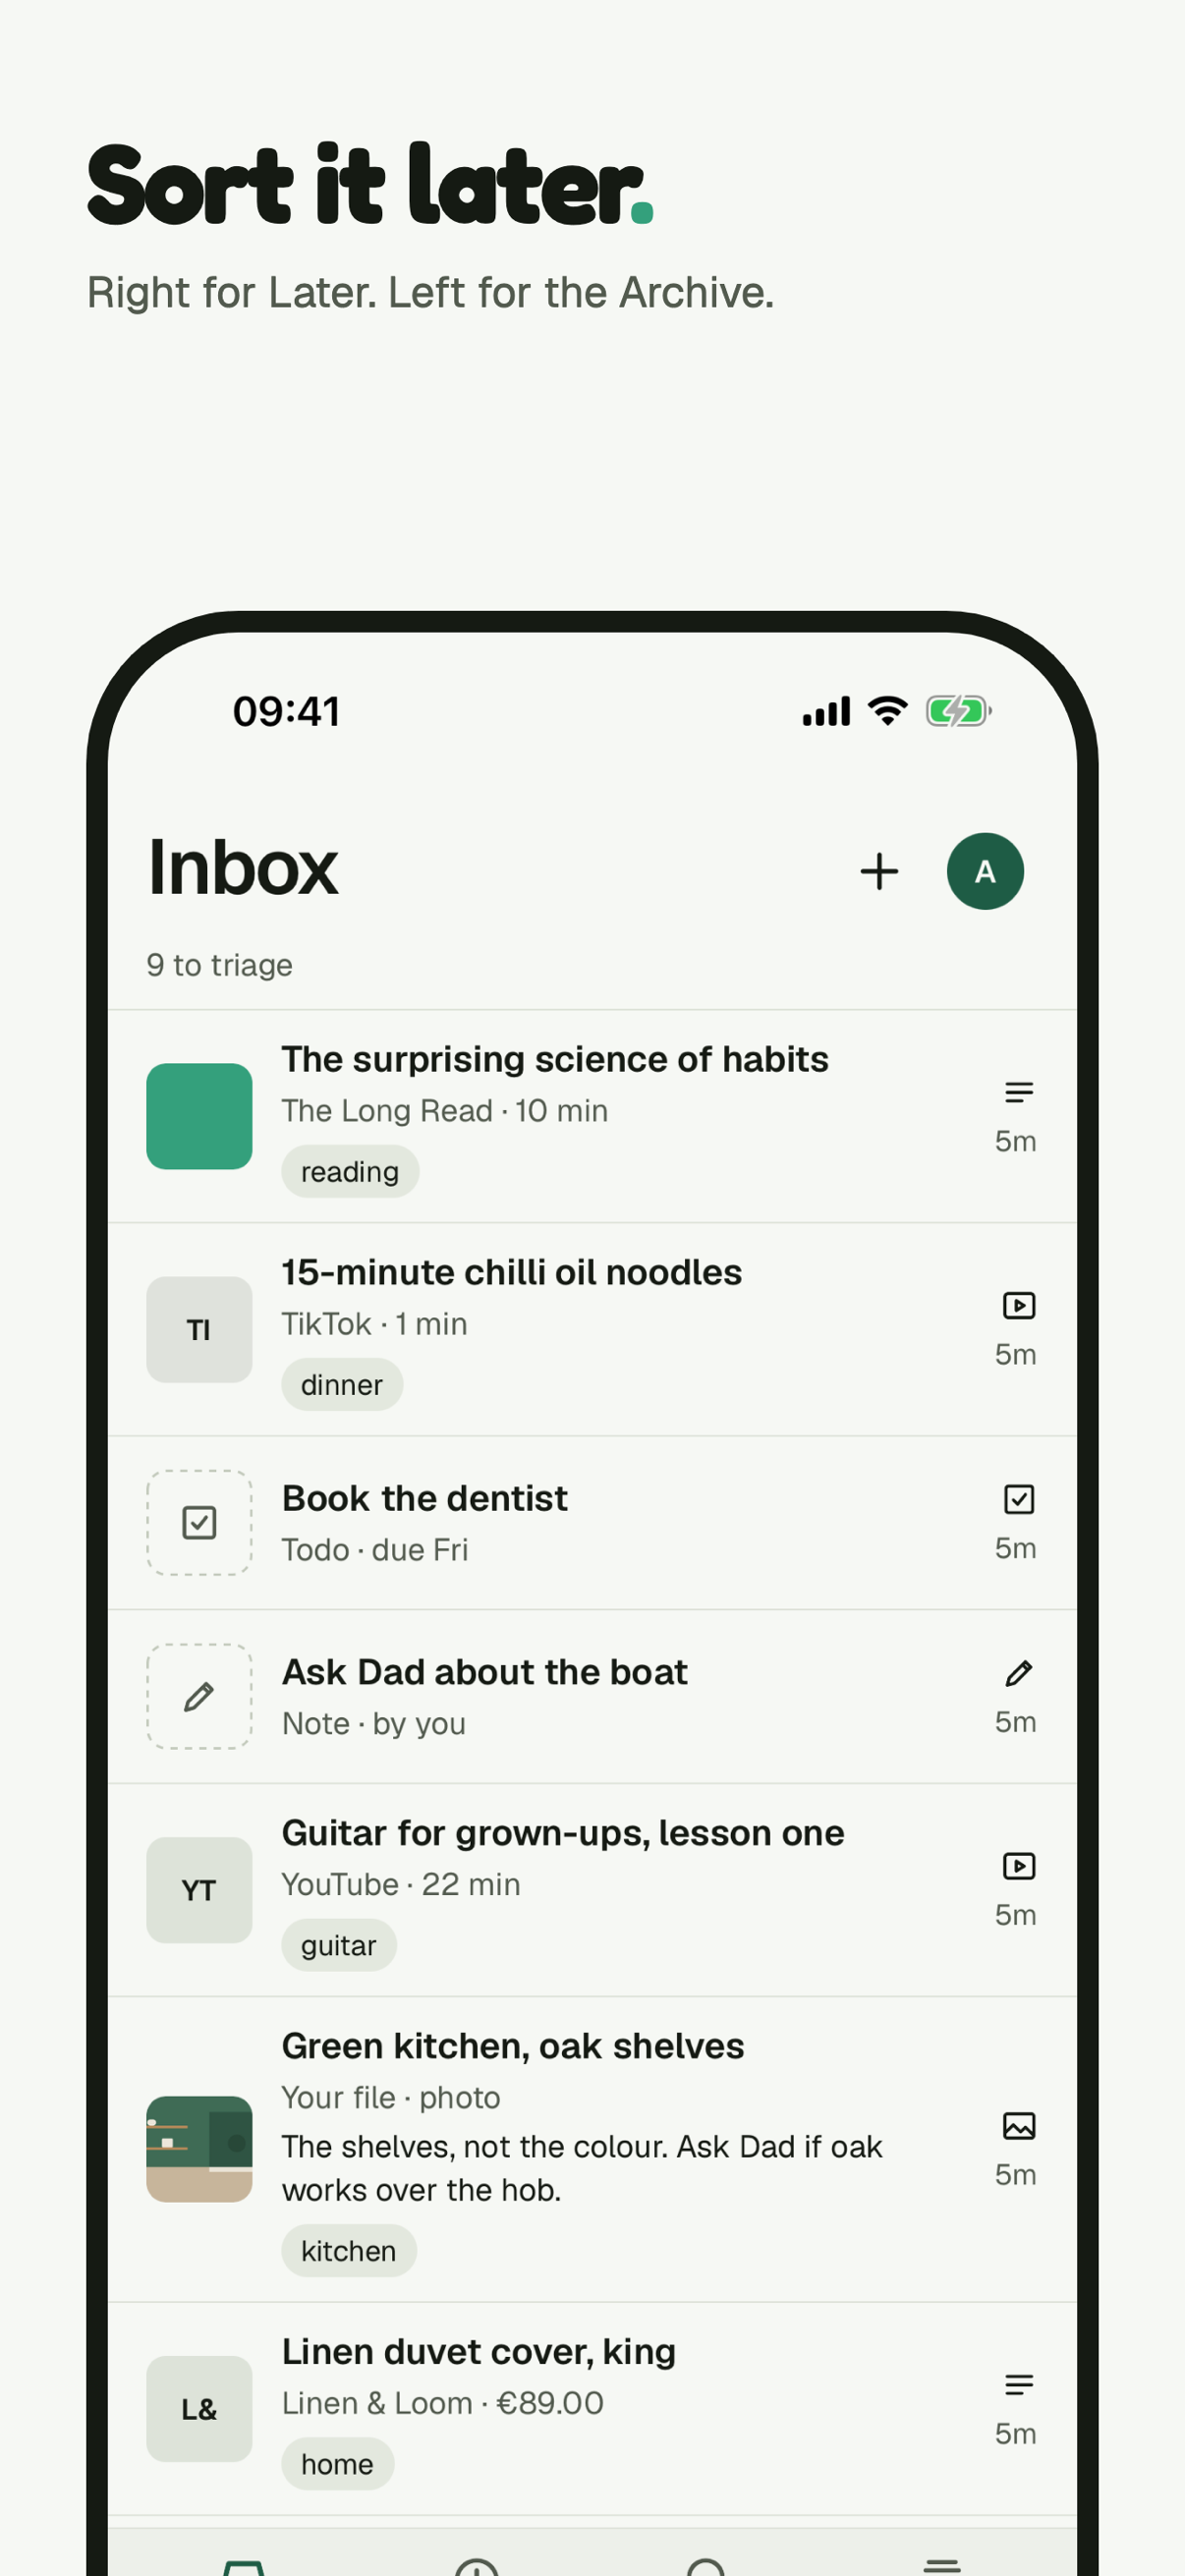 Sort it later.
Right for Later. Left for the Archive.
09:41
Inbox
A
9 to triage
The surprising science of habits
The Long Read · 10 min
5m
reading
15-minute chilli oil noodles
TI
TikTok · 1 min
5m
dinner
Book the dentist
Todo · due Fri
5m
Ask Dad about the boat
Note · by you
5m
Guitar for grown-ups, lesson one
YT
YouTube · 22 min
5m
guitar
Green kitchen, oak shelves
Your file · photo
The shelves, not the colour. Ask Dad if oak
works over the hob.
5m
kitchen
Linen duvet cover, king
L&
Linen & Loom · €89.00
5m
home